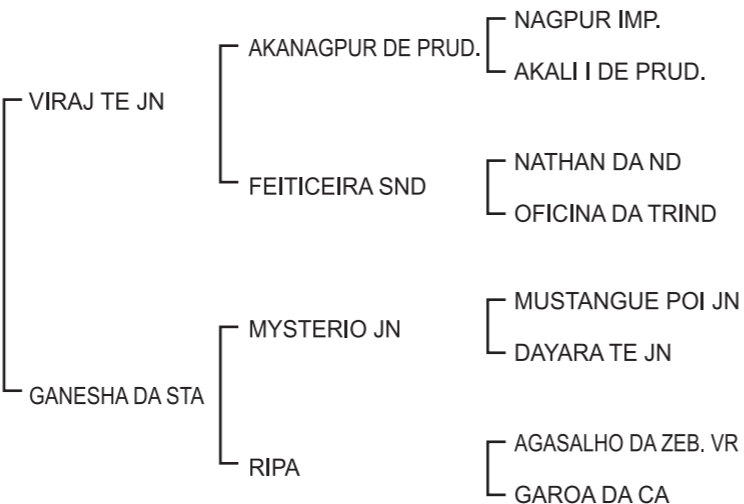 NAGPUR IMP.
AKANAGPUR DE PRUD.
AKALI I DE PRUD.
VIRAJ TE JN
NATHAN DA ND
FEITICEIRA SND
OFICINA DA TRIND
MUSTANGUE POI JN
MYSTERIO JN
DAYARA TE JN
GANESHA DA STA
AGASALHO DA ZEB. VR
RIPA
GAROA DA CA